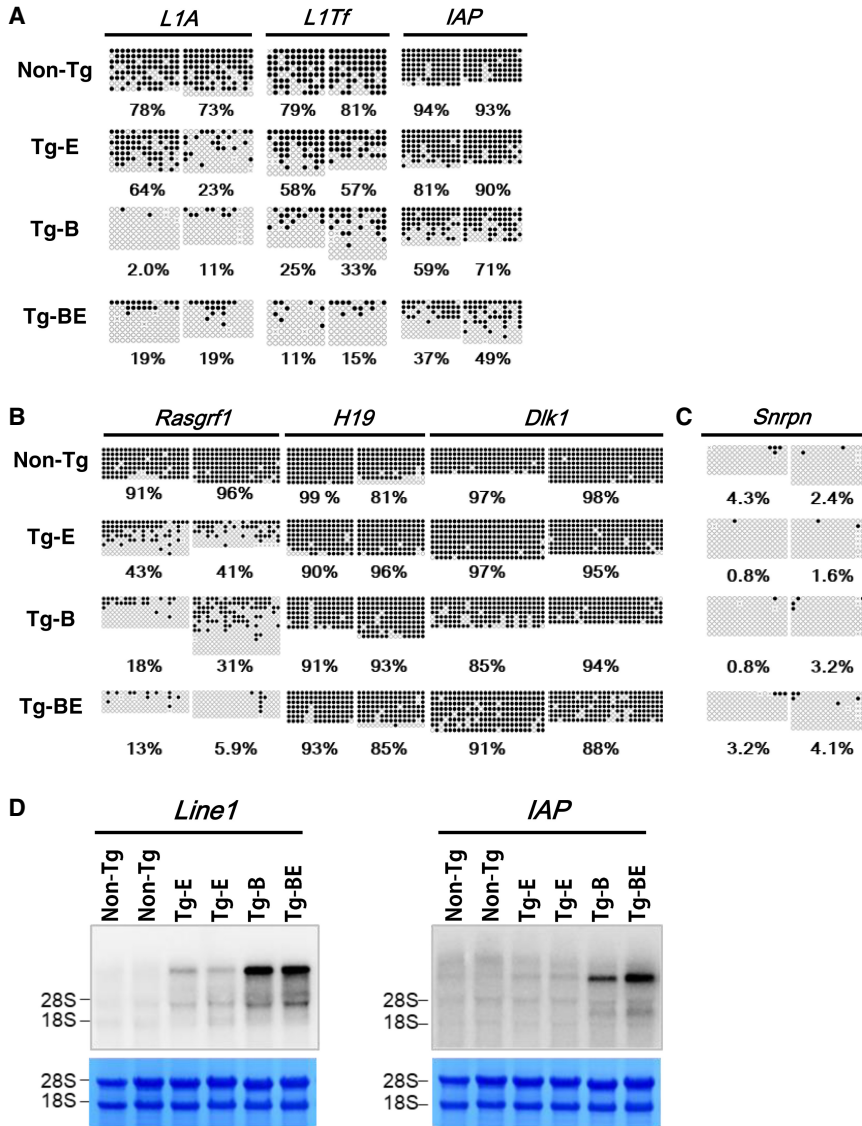 A
L1A L1Tf IAP
Non-Tg
78% 73% 79% 81% 94% 93%
Tg-E
64% 23% 58% 57% 81% 90%
Tg-B
2.0% 11% 25% 33% 59% 71%
Tg-BE
19% 19% 11% 15% 37% 49%
B C
Rasgrf1 H19 Dlk1 Snrpn
Non-Tg
91% 96% 99 % 81% 97% 98% 4.3% 2.4%
Tg-E
43% 41% 90% 96% 97% 95% 0.8% 1.6%
Tg-B
18% 31% 91% 93% 85% 94% 0.8% 3.2%
Tg-BE
13% 5.9% 93% 85% 91% 88% 3.2% 4.1%
D
Line1 IAP
Non-Tg Non-Tg Tg-E Tg-E Tg-B Tg-BE Non-Tg Non-Tg Tg-E Tg-E Tg-B Tg-BE
28S 28S
18S 18S
28S 28S
18S 18S